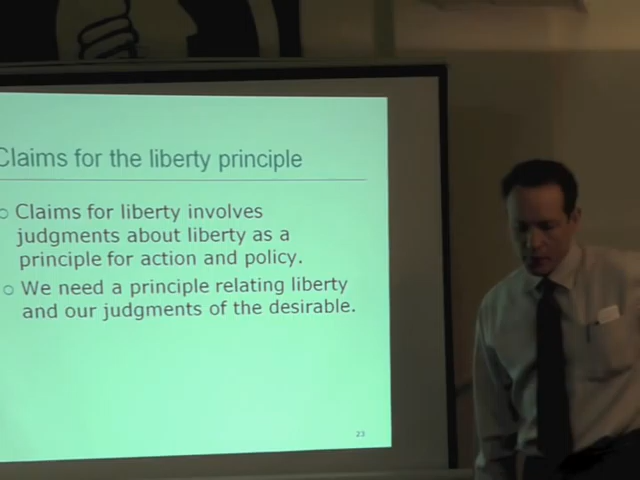 Claims for the liberty principle
Claims for liberty involves
judgments about liberty as a
principle for action and policy.
We need a principle relating liberty
and our judgments of the desirable.
23